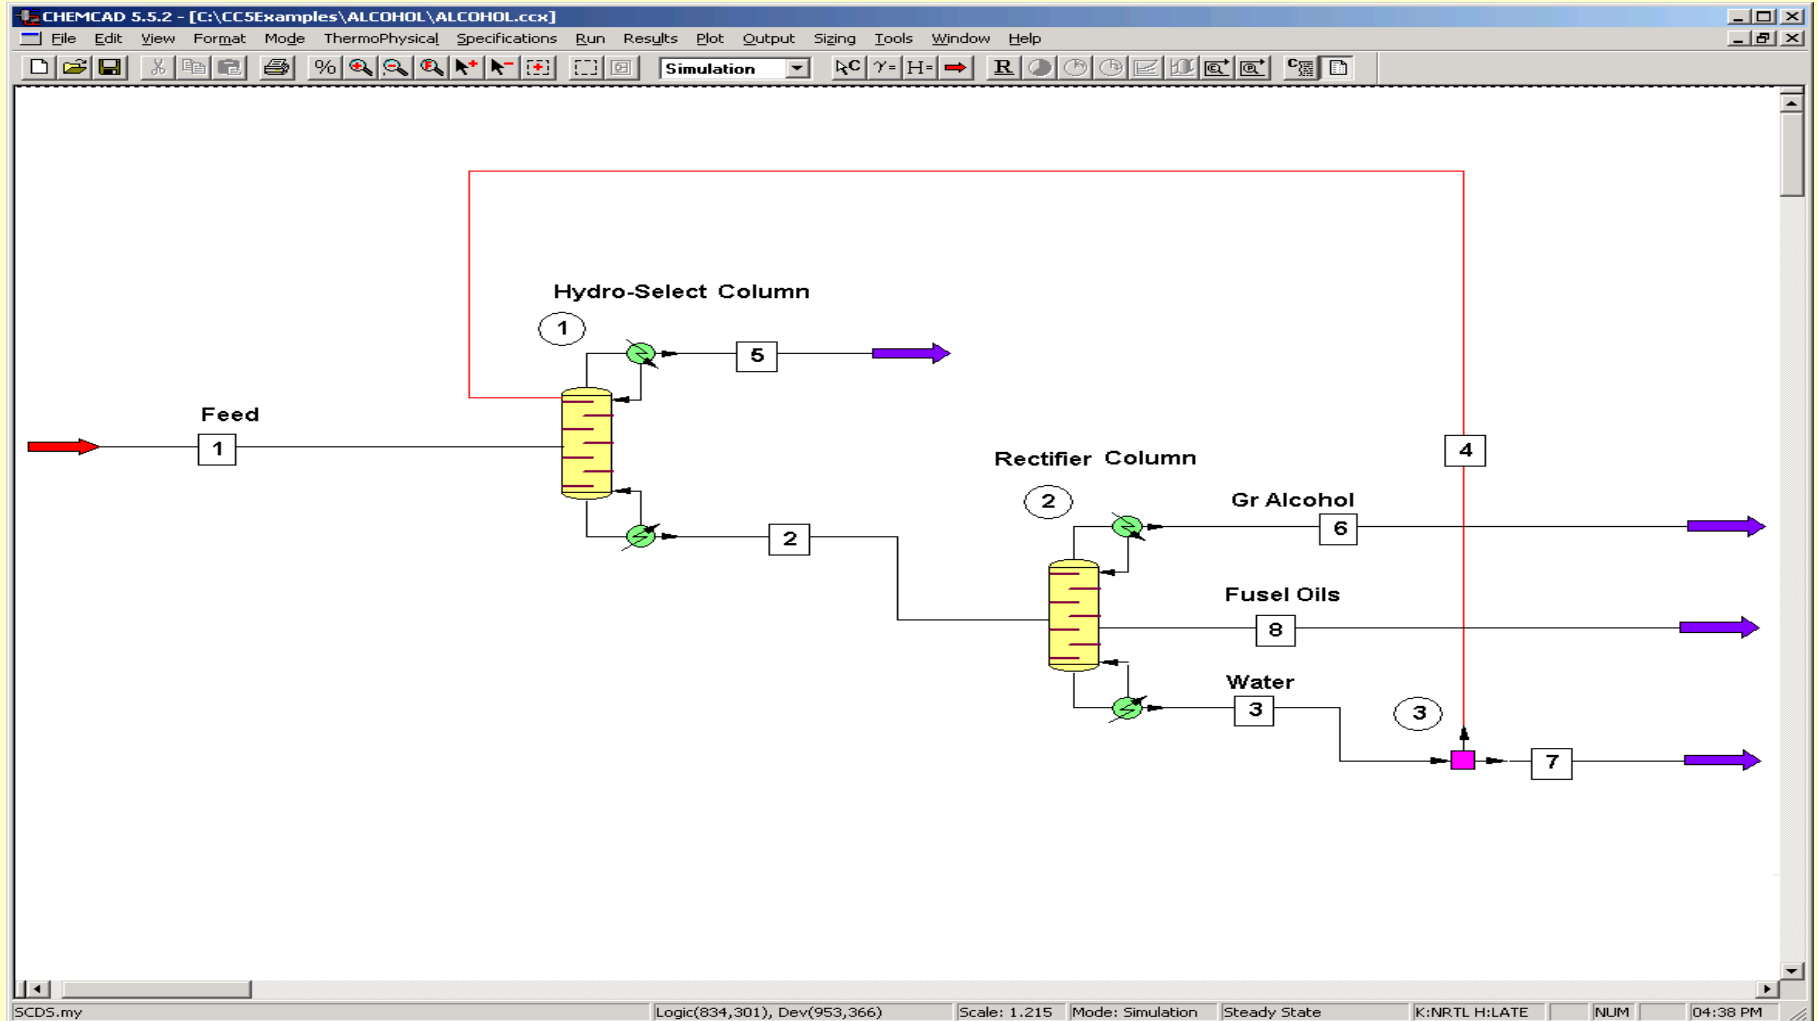 CHEMCAD 5.5.2 - [C:\CC5Examples\ALCOHOL\ALCOHOL.ccx]
File Edit View Format Mode ThermoPhysical Specifications Run Results Plot Output Sizing Tools Window Help
% Simulation C γ= H= R
Hydro-Select Column
1
5
Feed
1
4
Rectifier Column
2
Gr Alcohol
6
2
Fusel Oils
8
Water
3
3
7
SCDS.my Logic(834,301), Dev(953,366) Scale: 1.215 Mode: Simulation Steady State K:NRTL H:LATE NUM 04:38 PM